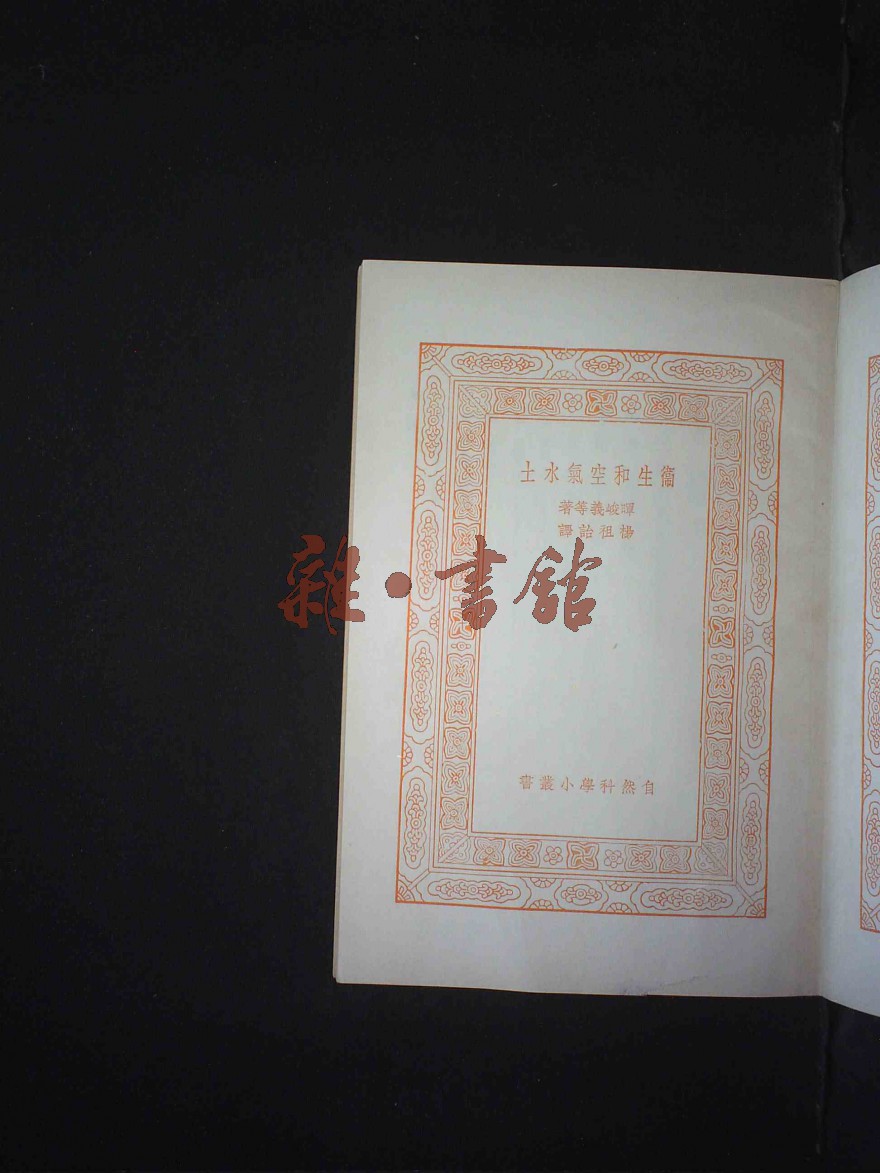 衞生和空氣水土
暉峻義等著
楊祖詒譯
雜·書館
自然科學小叢書